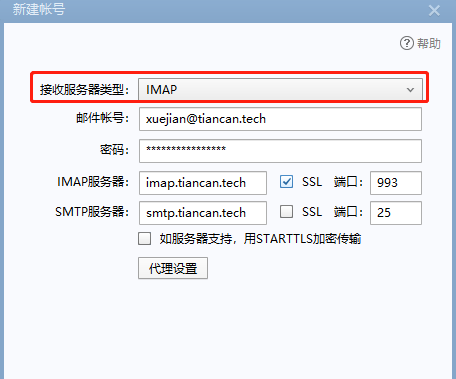 新建帐号
帮助
接收服务器类型： IMAP
邮件帐号： xuejian@tiancan.tech
密码： ****************
IMAP服务器： imap.tiancan.tech SSL 端口： 993
SMTP服务器： smtp.tiancan.tech SSL 端口： 25
如服务器支持，用STARTTLS加密传输
代理设置